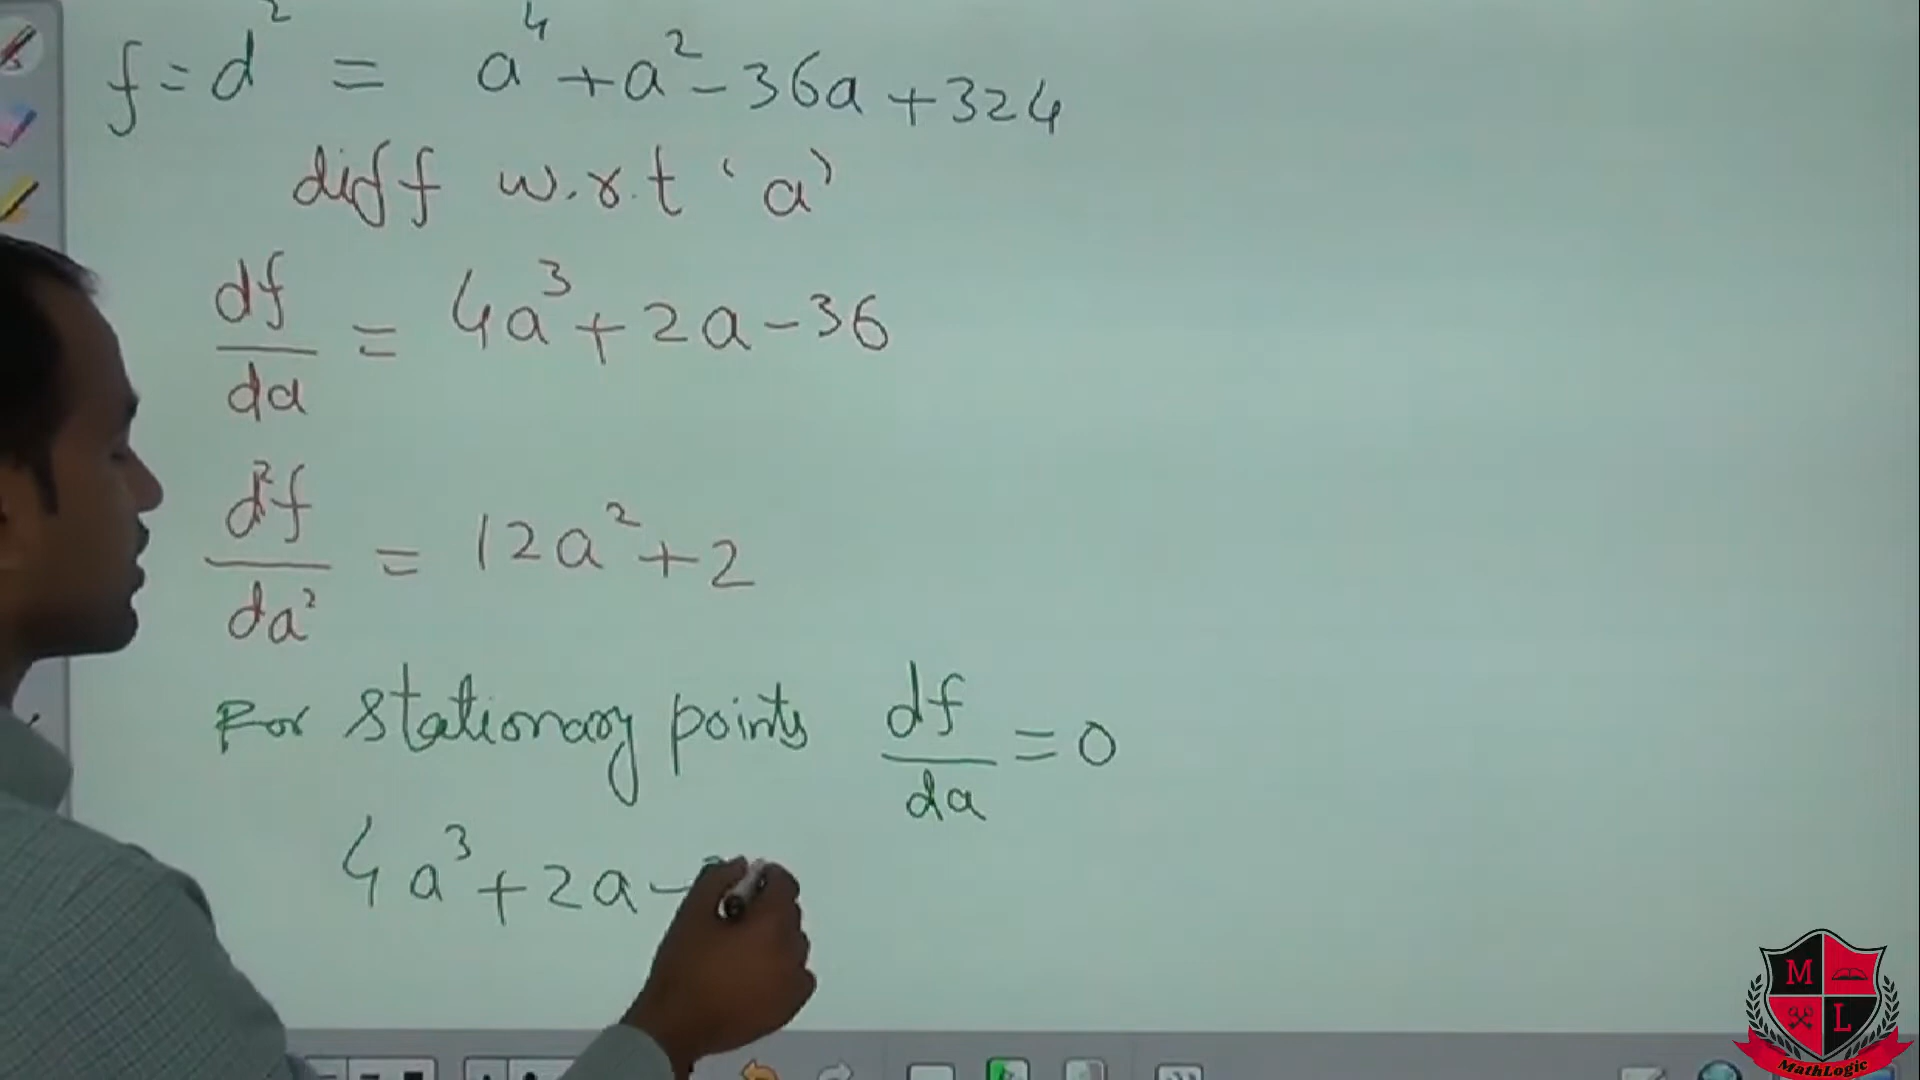 f = d² = a⁴ + a² - 36a + 324
diff w.r.t 'a'
df/da = 4a³ + 2a - 36
d²f/da² = 12a² + 2
For stationary points df/da = 0
4a³ + 2a -
M
L
MathLogic